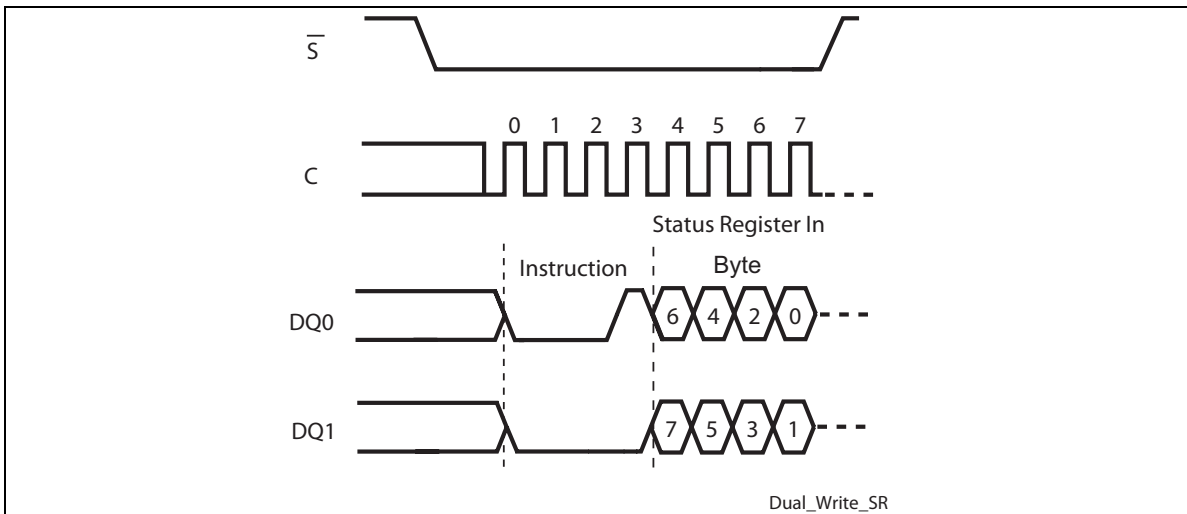 S̅
0 1 2 3 4 5 6 7
C
Status Register In
Instruction Byte
DQ0 6 4 2 0
DQ1 7 5 3 1
Dual_Write_SR